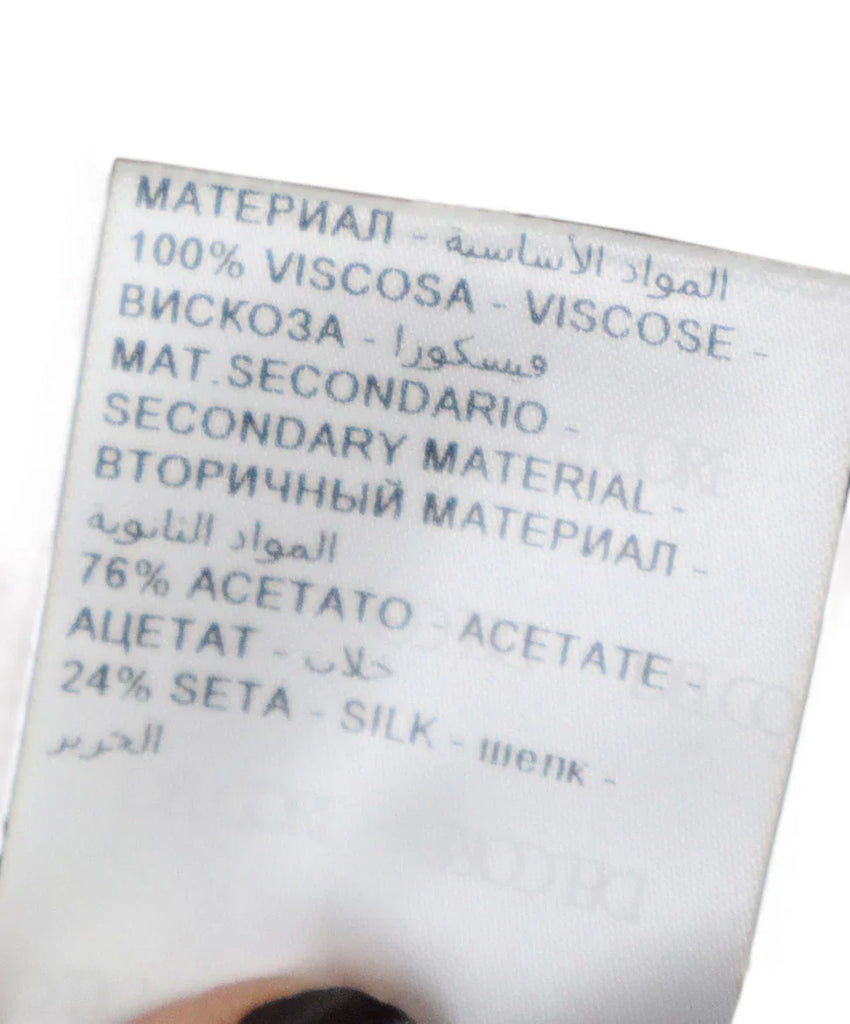 МАТЕРИАЛ - المواد الأساسية
100% VISCOSA - VISCOSE -
ВИСКОЗА - فيسكورا
MAT.SECONDARIO -
SECONDARY MATERIAL -
ВТОРИЧНЫЙ МАТЕРИАЛ -
المواد الثانوية
76% ACETATO - ACETATE -
АЦЕТАТ - خلاب
24% SETA - SILK - шелк -
الحرير